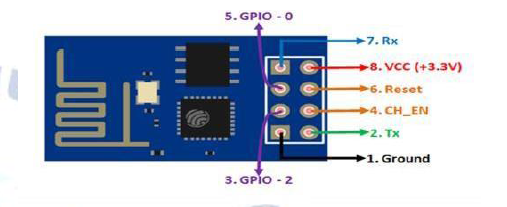 5. GPIO - 0
7. Rx
8. VCC (+3.3V)
6. Reset
4. CH_EN
2. Tx
1. Ground
3. GPIO - 2